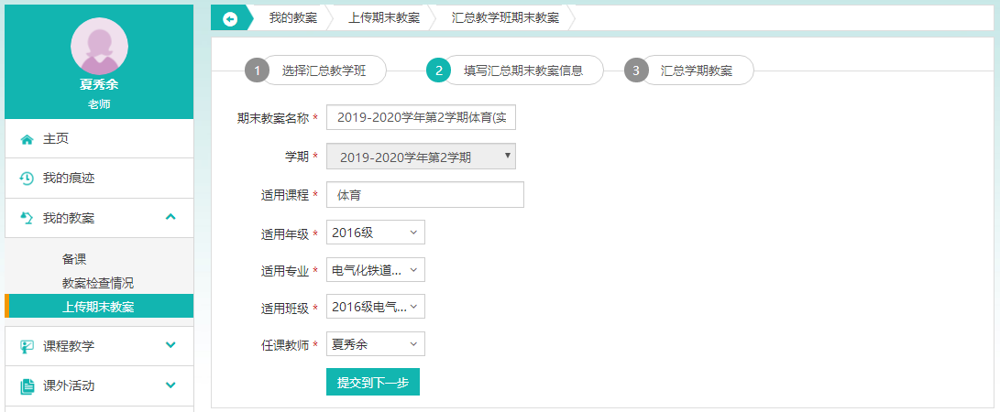 夏秀余
老师
主页
我的痕迹
我的教案
备课
教案检查情况
上传期末教案
课程教学
课外活动
我的教案 上传期末教案 汇总教学班期末教案
1 选择汇总教学班 2 填写汇总期末教案信息 3 汇总学期教案
期末教案名称 * 2019-2020学年第2学期体育(实
学期 * 2019-2020学年第2学期
适用课程 * 体育
适用年级 * 2016级
适用专业 * 电气化铁道...
适用班级 * 2016级电气...
任课教师 * 夏秀余
提交到下一步